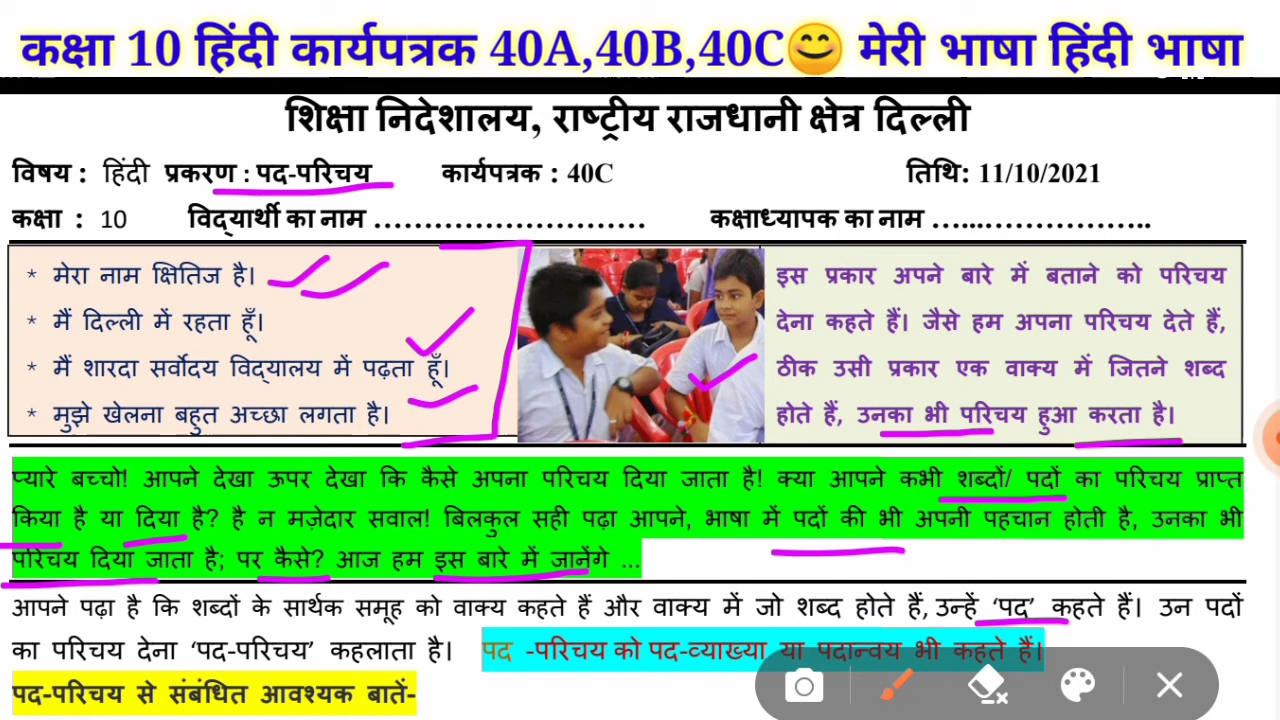 कक्षा 10 हिंदी कार्यपत्रक 40A,40B,40C😊 मेरी भाषा हिंदी भाषा
शिक्षा निदेशालय, राष्ट्रीय राजधानी क्षेत्र दिल्ली
विषय : हिंदी प्रकरण : पद-परिचय कार्यपत्रक : 40C तिथि: 11/10/2021
कक्षा : 10 विद्यार्थी का नाम ……………………… कक्षाध्यापक का नाम …...……………..
* मेरा नाम क्षितिज है।
* मैं दिल्ली में रहता हूँ।
* मैं शारदा सर्वोदय विद्यालय में पढ़ता हूँ।
* मुझे खेलना बहुत अच्छा लगता है।
इस प्रकार अपने बारे में बताने को परिचय
देना कहते हैं। जैसे हम अपना परिचय देते हैं,
ठीक उसी प्रकार एक वाक्य में जितने शब्द
होते हैं, उनका भी परिचय हुआ करता है।
प्यारे बच्चो! आपने देखा ऊपर देखा कि कैसे अपना परिचय दिया जाता है! क्या आपने कभी शब्दों/ पदों का परिचय प्राप्त
किया है या दिया है? है न मज़ेदार सवाल! बिलकुल सही पढ़ा आपने, भाषा में पदों की भी अपनी पहचान होती है, उनका भी
परिचय दिया जाता है; पर कैसे? आज हम इस बारे में जानेंगे ...
आपने पढ़ा है कि शब्दों के सार्थक समूह को वाक्य कहते हैं और वाक्य में जो शब्द होते हैं, उन्हें ‘पद’ कहते हैं। उन पदों
का परिचय देना ‘पद-परिचय’ कहलाता है। पद -परिचय को पद-व्याख्या या पदान्वय भी कहते हैं।
पद-परिचय से संबंधित आवश्यक बातें-